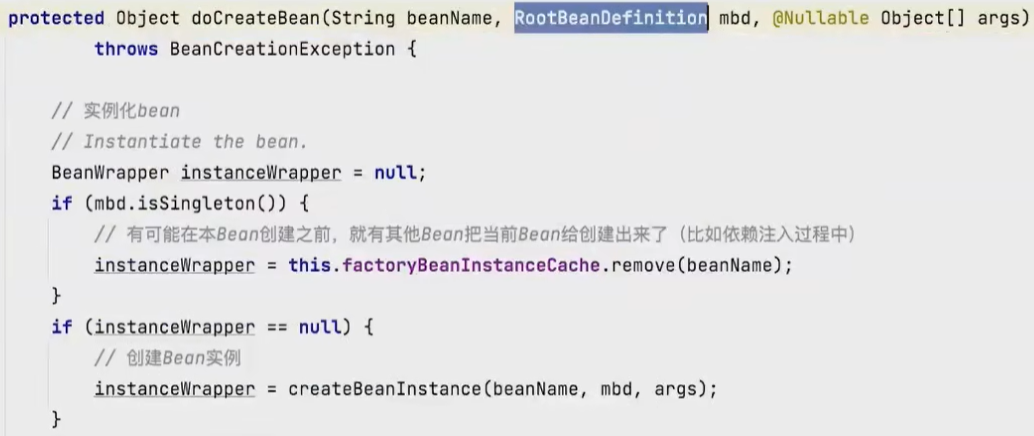 protected Object doCreateBean(String beanName, RootBeanDefinition mbd, @Nullable Object[] args)
throws BeanCreationException {
// 实例化bean
// Instantiate the bean.
BeanWrapper instanceWrapper = null;
if (mbd.isSingleton()) {
// 有可能在本Bean创建之前，就有其他Bean把当前Bean给创建出来了（比如依赖注入过程中）
instanceWrapper = this.factoryBeanInstanceCache.remove(beanName);
}
if (instanceWrapper == null) {
// 创建Bean实例
instanceWrapper = createBeanInstance(beanName, mbd, args);
}